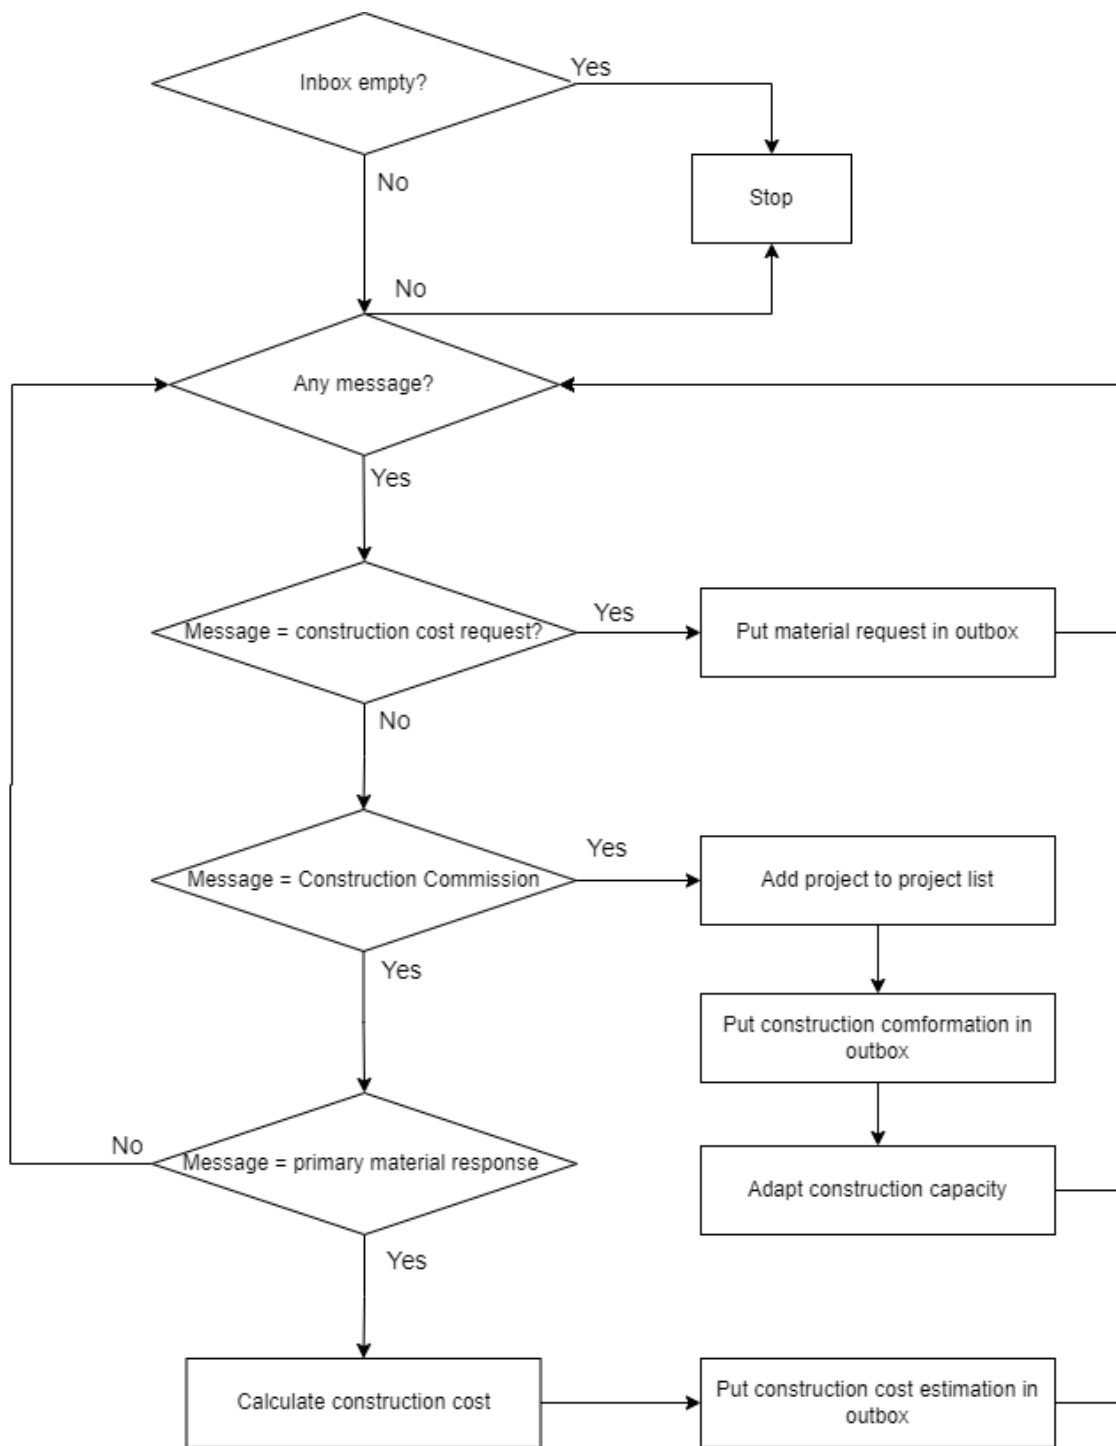 Inbox empty?
Yes
No
Stop
No
Any message?
Yes
Message = construction cost request?
Yes
Put material request in outbox
No
Message = Construction Commission
Yes
Add project to project list
Yes
Put construction comformation in
outbox
No
Message = primary material response
Adapt construction capacity
Yes
Calculate construction cost
Put construction cost estimation in
outbox